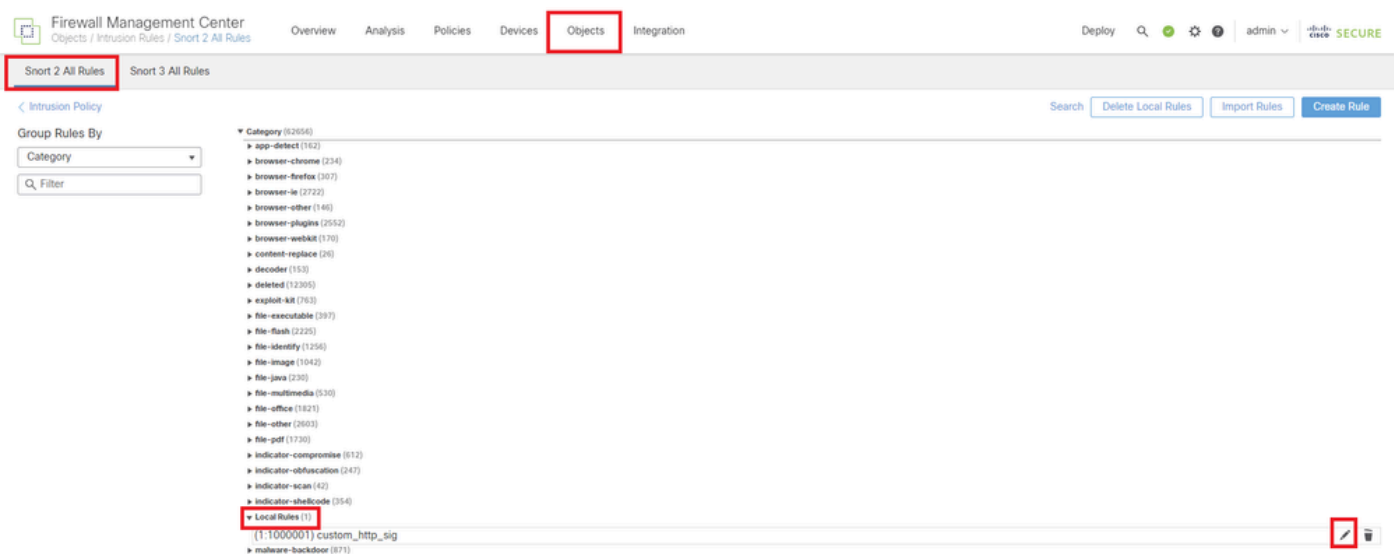 Firewall Management Center
Objects / Intrusion Rules / Snort 2 All Rules
Overview Analysis Policies Devices Objects Integration
Deploy admin cisco SECURE
Snort 2 All Rules Snort 3 All Rules
Intrusion Policy
Search Delete Local Rules Import Rules Create Rule
Group Rules By
Category
Filter
Category (62656)
app-detect (162)
browser-chrome (234)
browser-firefox (307)
browser-ie (2722)
browser-other (146)
browser-plugins (2552)
browser-webkit (170)
content-replace (26)
decoder (153)
deleted (12305)
exploit-kit (763)
file-executable (397)
file-flash (2225)
file-identify (1256)
file-image (1042)
file-java (230)
file-multimedia (530)
file-office (1821)
file-other (2603)
file-pdf (1730)
indicator-compromise (612)
indicator-obfuscation (247)
indicator-scan (42)
indicator-shellcode (354)
Local Rules (1)
(1:1000001) custom_http_sig
malware-backdoor (871)